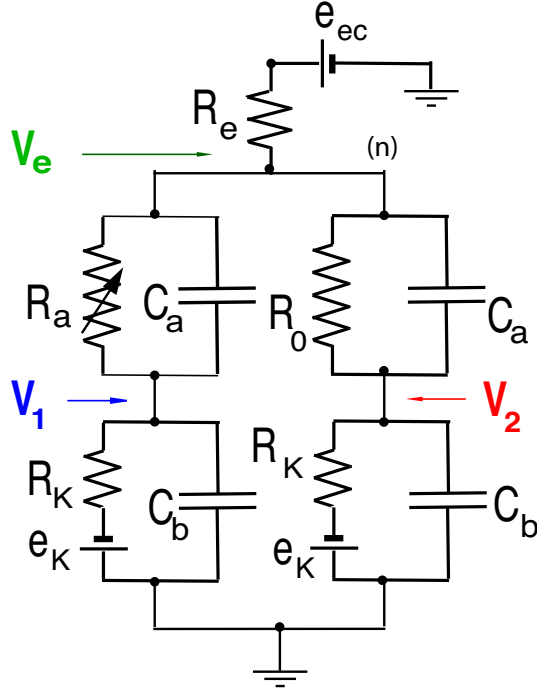 e_ec
R_e
V_e
(n)
R_a
C_a
R_0
C_a
V_1
V_2
R_K
C_b
R_K
C_b
e_K
e_K